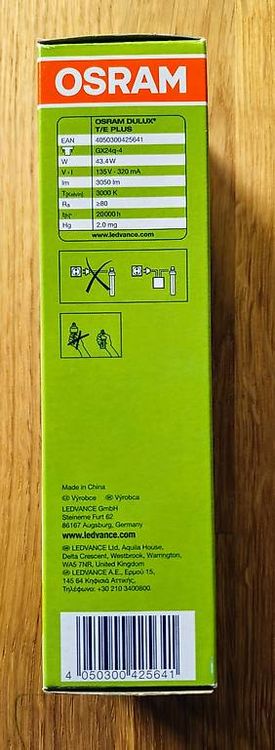 OSRAM
OSRAM DULUX®
T/E PLUS
EAN 4050300425641
GX24q-4
W 43.4W
V - I 135V - 320 mA
lm 3050 lm
3000 K
Ra ≥80
20000 h
Hg 2.0 mg
www.ledvance.com
Made in China
CZ Výrobce SK Výrobca
LEDVANCE GmbH
Steinerne Furt 62
86167 Augsburg, Germany
www.ledvance.com
LEDVANCE Ltd, Aquila House,
Delta Crescent, Westbrook, Warrington,
WA5 7NR, United Kingdom
LEDVANCE A.E., Ερμού 15,
145 64 Κηφισιά Αττικής,
Τηλέφωνο: +30 210 3400800.
4 050300 425641